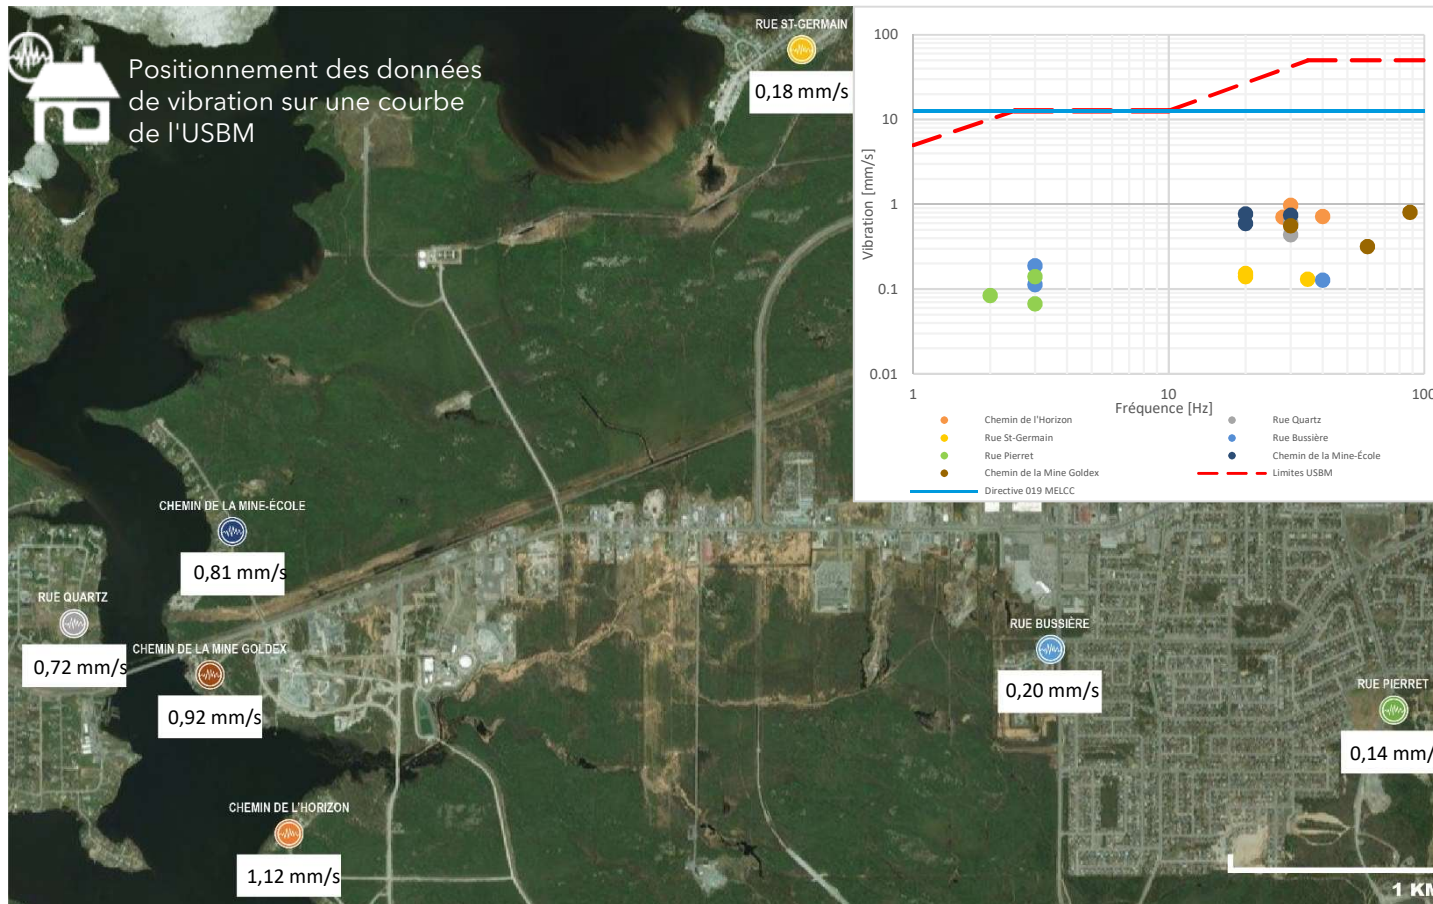 Positionnement des données
de vibration sur une courbe
de l'USBM
RUE ST-GERMAIN
0,18 mm/s
CHEMIN DE LA MINE-ÉCOLE
0,81 mm/s
RUE QUARTZ
0,72 mm/s
CHEMIN DE LA MINE GOLDEX
0,92 mm/s
CHEMIN DE L'HORIZON
1,12 mm/s
RUE BUSSIÈRE
0,20 mm/s
RUE PIERRET
0,14 mm/
1 KM
Vibration [mm/s]
100
10
1
0.1
0.01
1 10 100
Fréquence [Hz]
Chemin de l'Horizon Rue Quartz
Rue St-Germain Rue Bussière
Rue Pierret Chemin de la Mine-École
Chemin de la Mine Goldex Limites USBM
Directive 019 MELCC